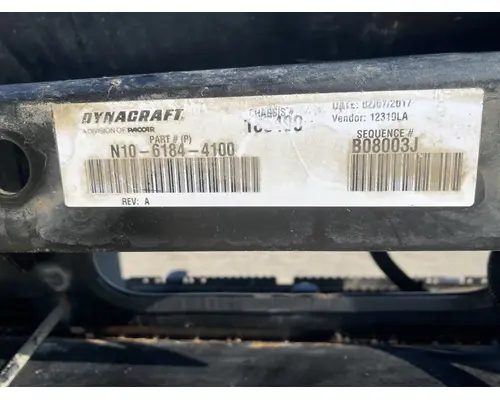 DYNACRAFT
A DIVISION OF PACCAR
PART # (P)
N10-6184-4100
REV: A
CHASSIS #
DATE: 02/07/2017
Vendor: 12319LA
SEQUENCE #
B08003J